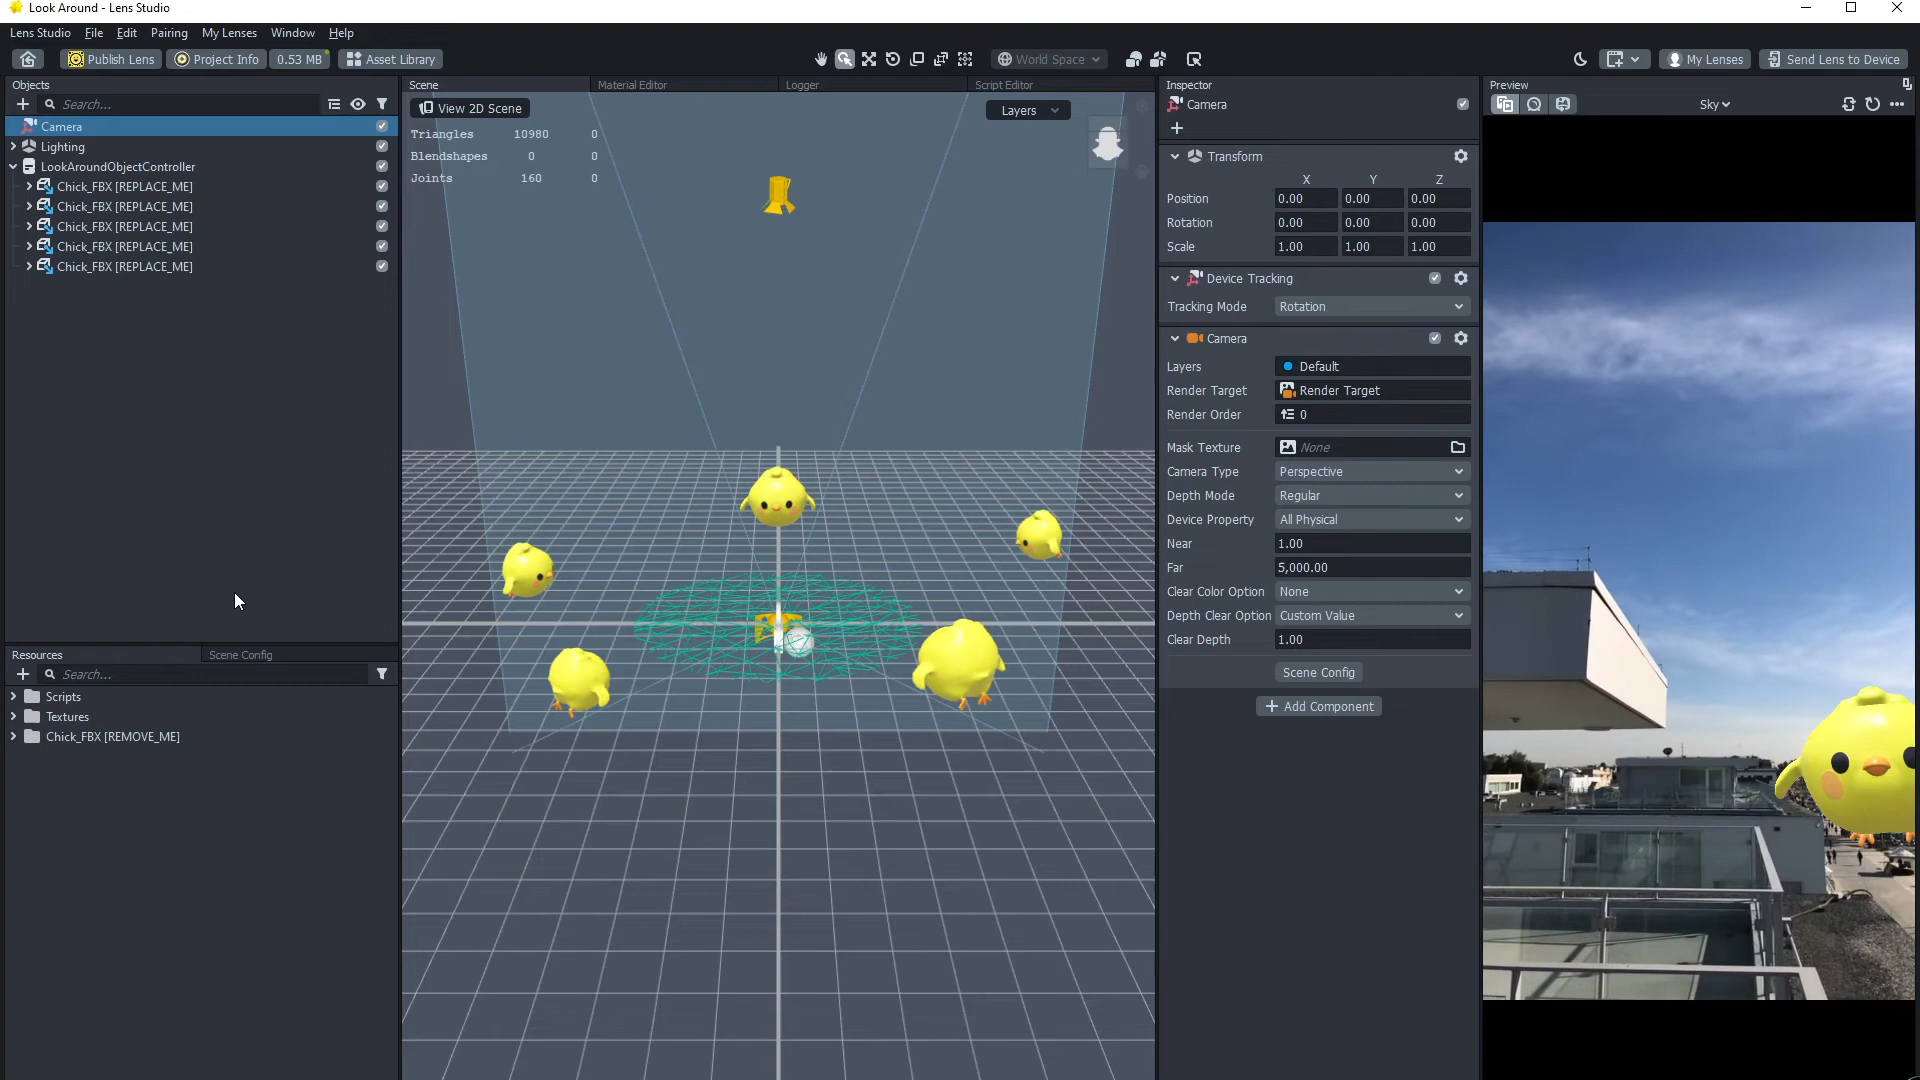 Look Around - Lens Studio
Lens Studio File Edit Pairing My Lenses Window Help
Publish Lens Project Info 0.53 MB Asset Library World Space My Lenses Send Lens to Device
Objects
Search...
Camera
Lighting
LookAroundObjectController
Chick_FBX [REPLACE_ME]
Chick_FBX [REPLACE_ME]
Chick_FBX [REPLACE_ME]
Chick_FBX [REPLACE_ME]
Chick_FBX [REPLACE_ME]
Resources Scene Config
Search...
Scripts
Textures
Chick_FBX [REMOVE_ME]
Scene Material Editor Logger Script Editor
View 2D Scene Layers
Triangles 10980 0
Blendshapes 0 0
Joints 160 0
Inspector
Camera
Transform
X Y Z
Position 0.00 0.00 0.00
Rotation 0.00 0.00 0.00
Scale 1.00 1.00 1.00
Device Tracking
Tracking Mode Rotation
Camera
Layers Default
Render Target Render Target
Render Order 0
Mask Texture None
Camera Type Perspective
Depth Mode Regular
Device Property All Physical
Near 1.00
Far 5,000.00
Clear Color Option None
Depth Clear Option Custom Value
Clear Depth 1.00
Scene Config
+ Add Component
Preview
Sky